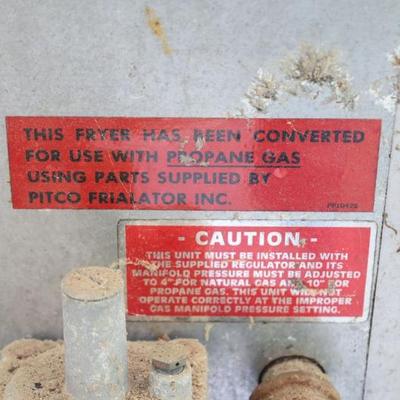 THIS FRYER HAS BEEN CONVERTED
FOR USE WITH PROPANE GAS
USING PARTS SUPPLIED BY
PITCO FRIALATOR INC.
- CAUTION -
THIS UNIT MUST BE INSTALLED WITH
THE SUPPLIED REGULATOR AND ITS
MANIFOLD PRESSURE MUST BE ADJUSTED
TO 4" FOR NATURAL GAS AND 10" FOR
PROPANE GAS. THIS UNIT WILL NOT
OPERATE CORRECTLY AT THE IMPROPER
GAS MANIFOLD PRESSURE SETTING.